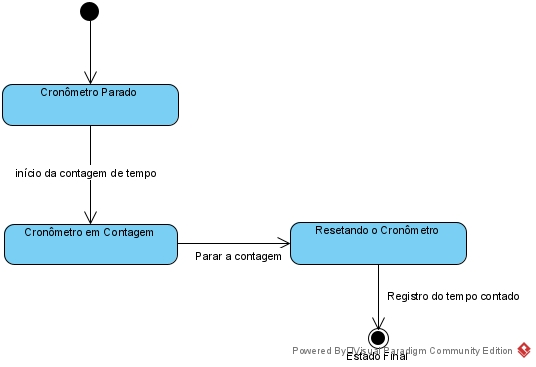 Cronômetro Parado
início da contagem de tempo
Cronômetro em Contagem
Parar a contagem
Resetando o Cronômetro
Registro do tempo contado
Powered By Visual Paradigm Community Edition
Estado Final